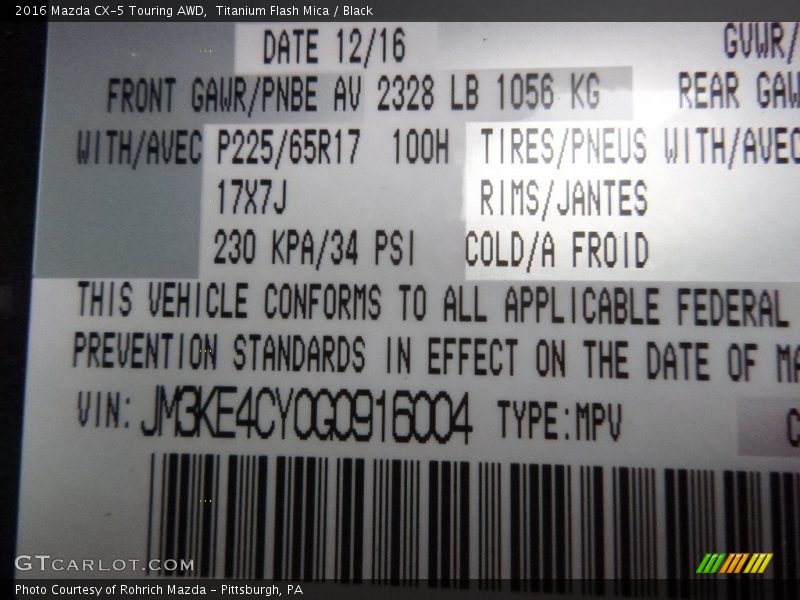 2016 Mazda CX-5 Touring AWD, Titanium Flash Mica / Black
DATE 12/16 GVWR/
FRONT GAWR/PNBE AV 2328 LB 1056 KG REAR GAW
WITH/AVEC P225/65R17 100H TIRES/PNEUS WITH/AVEC
17X7J RIMS/JANTES
230 KPA/34 PSI COLD/A FROID
THIS VEHICLE CONFORMS TO ALL APPLICABLE FEDERAL
PREVENTION STANDARDS IN EFFECT ON THE DATE OF MA
VIN: JM3KE4CY0G0916004 TYPE:MPV C
GTCARLOT.COM
Photo Courtesy of Rohrich Mazda - Pittsburgh, PA